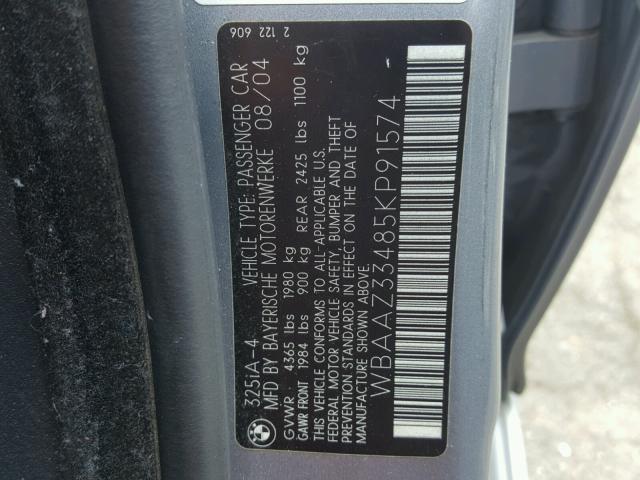 2 122 606
325iA-4 VEHICLE TYPE: PASSENGER CAR
MFD BY BAYERISCHE MOTORENWERKE 08/04
GVWR 4365 lbs 1980 kg
GAWR FRONT 1984 lbs 900 kg REAR 2425 lbs 1100 kg
THIS VEHICLE CONFORMS TO ALL-APPLICABLE U.S.
FEDERAL MOTOR VEHICLE SAFETY, BUMPER AND THEFT
PREVENTION STANDARDS IN EFFECT ON THE DATE OF
MANUFACTURE SHOWN ABOVE.
WBAAZ33485KP91574